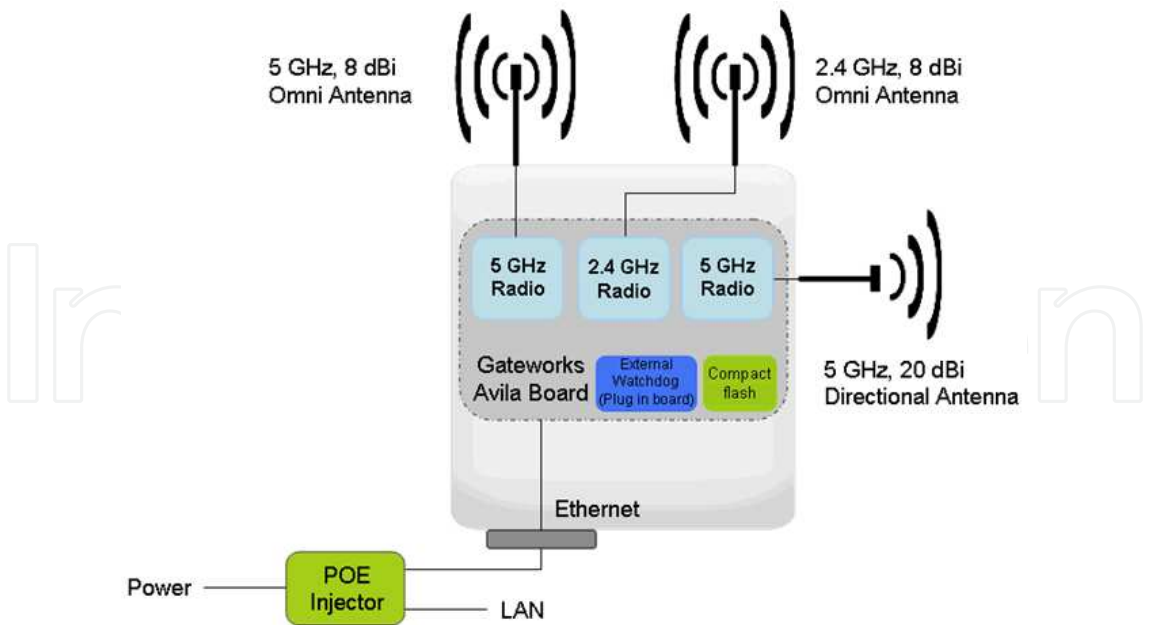 5 GHz, 8 dBi
Omni Antenna
2.4 GHz, 8 dBi
Omni Antenna
5 GHz
Radio
2.4 GHz
Radio
5 GHz
Radio
5 GHz, 20 dBi
Directional Antenna
Gateworks
Avila Board
External
Watchdog
(Plug in board)
Compact
flash
Ethernet
Power
POE
Injector
LAN